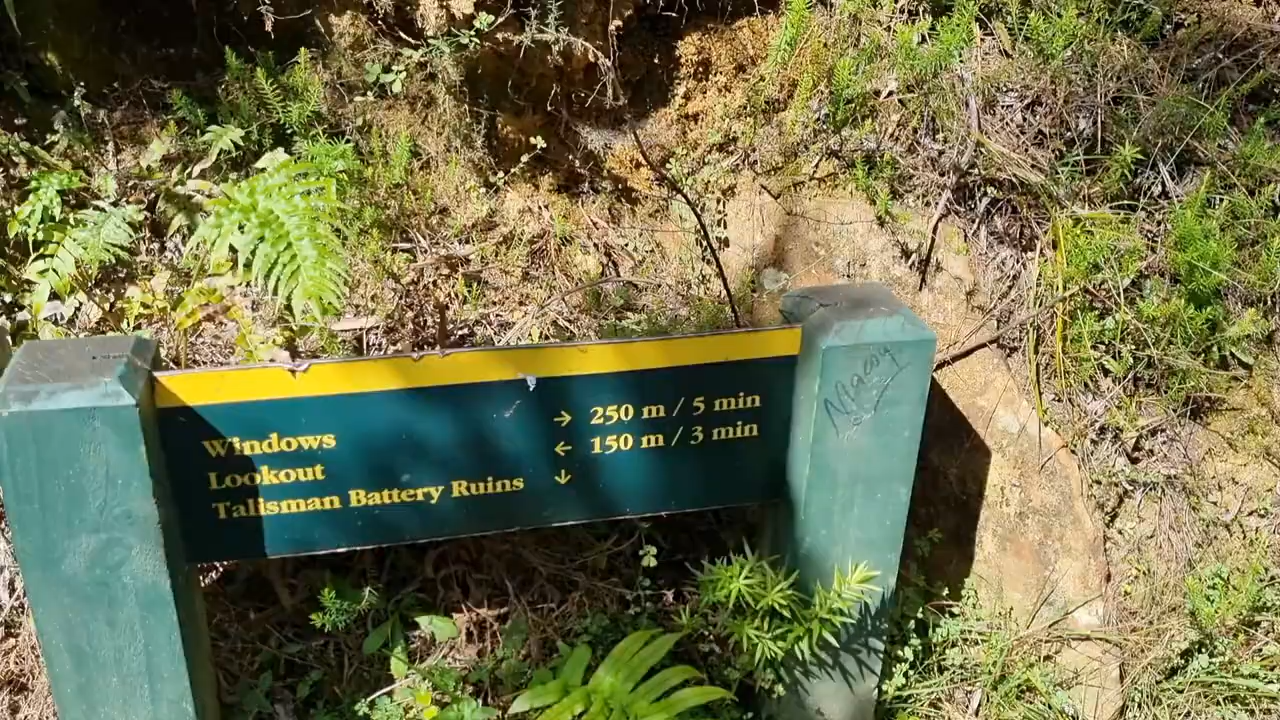 Windows → 250 m / 5 min
Lookout ← 150 m / 3 min
Talisman Battery Ruins ↓